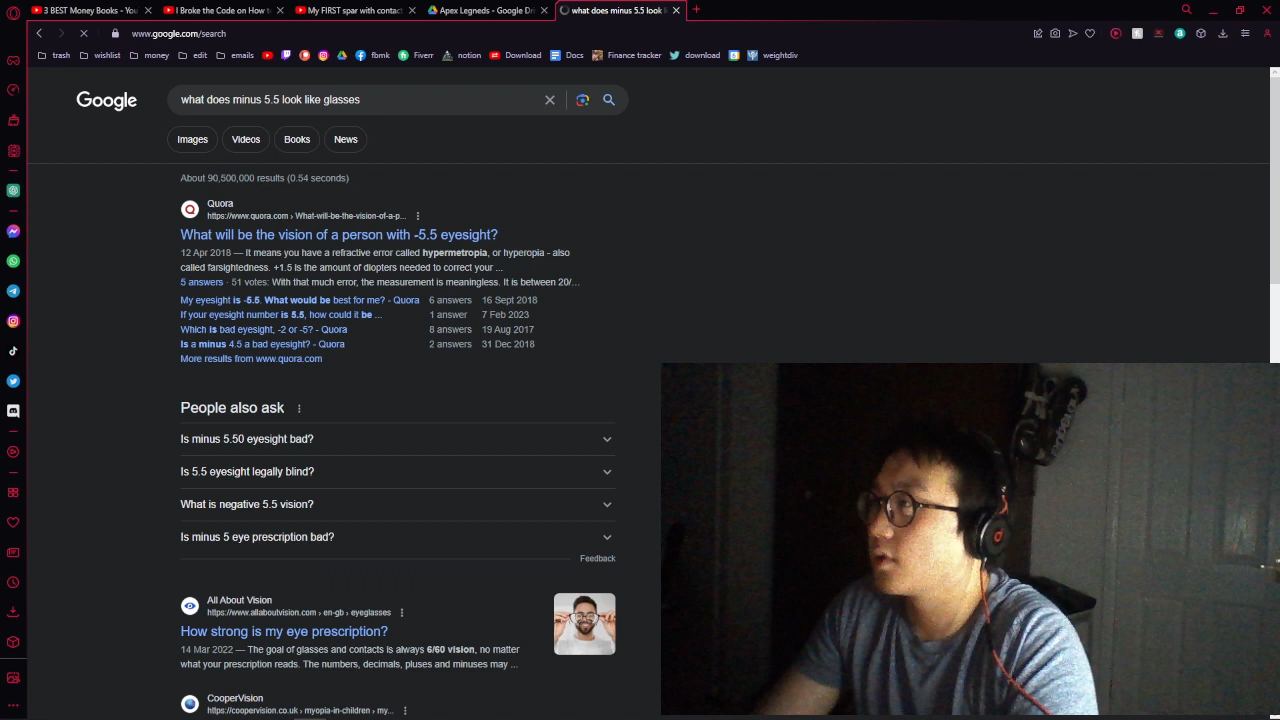 3 BEST Money Books - You
I Broke the Code on How t
My FIRST spar with contact
Apex Legneds - Google Dri
what does minus 5.5 look l
www.google.com/search
trash
wishlist
money
edit
edit
emails
fbmk
Fiverr
notion
Download
Docs
Finance tracker
download
weightdiv
Google
what does minus 5.5 look like glasses
Images
Videos
Books
News
About 90,500,000 results (0.54 seconds)
Quora
https://www.quora.com › What-will-be-the-vision-of-a-p...
What will be the vision of a person with -5.5 eyesight?
12 Apr 2018 — It means you have a refractive error called hypermetropia, or hyperopia - also
called farsightedness. +1.5 is the amount of diopters needed to correct your ...
5 answers · 51 votes: With that much error, the measurement is meaningless. It is between 20/...
My eyesight is -5.5. What would be best for me? - Quora 6 answers 16 Sept 2018
If your eyesight number is 5.5, how could it be ... 1 answer 7 Feb 2023
Which is bad eyesight, -2 or -5? - Quora 8 answers 19 Aug 2017
Is a minus 4.5 a bad eyesight? - Quora 2 answers 31 Dec 2018
More results from www.quora.com
People also ask
Is minus 5.50 eyesight bad?
Is 5.5 eyesight legally blind?
What is negative 5.5 vision?
Is minus 5 eye prescription bad?
Feedback
All About Vision
https://www.allaboutvision.com › en-gb › eyeglasses
How strong is my eye prescription?
14 Mar 2022 — The goal of glasses and contacts is always 6/60 vision, no matter
what your prescription reads. The numbers, decimals, pluses and minuses may ...
CooperVision
https://coopervision.co.uk › myopia-in-children › my...